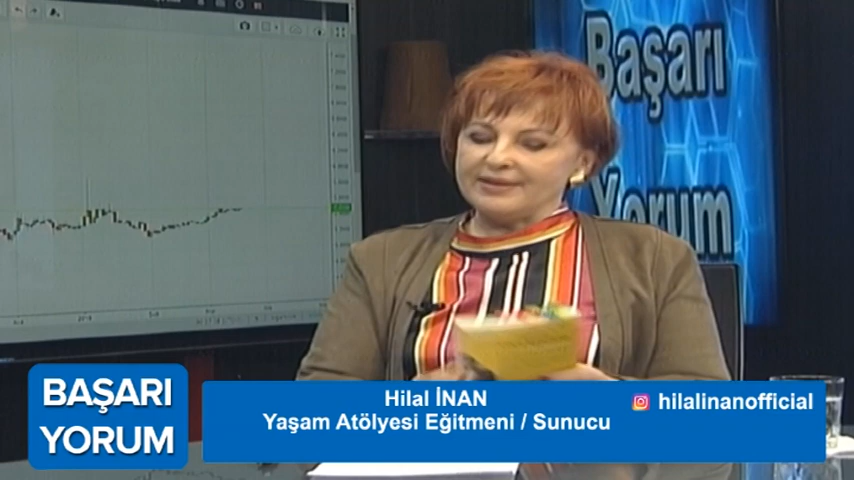 Başarı
Yorum
BAŞARI
YORUM
Hilal İNAN
Yaşam Atölyesi Eğitmeni / Sunucu
hilalinanofficial